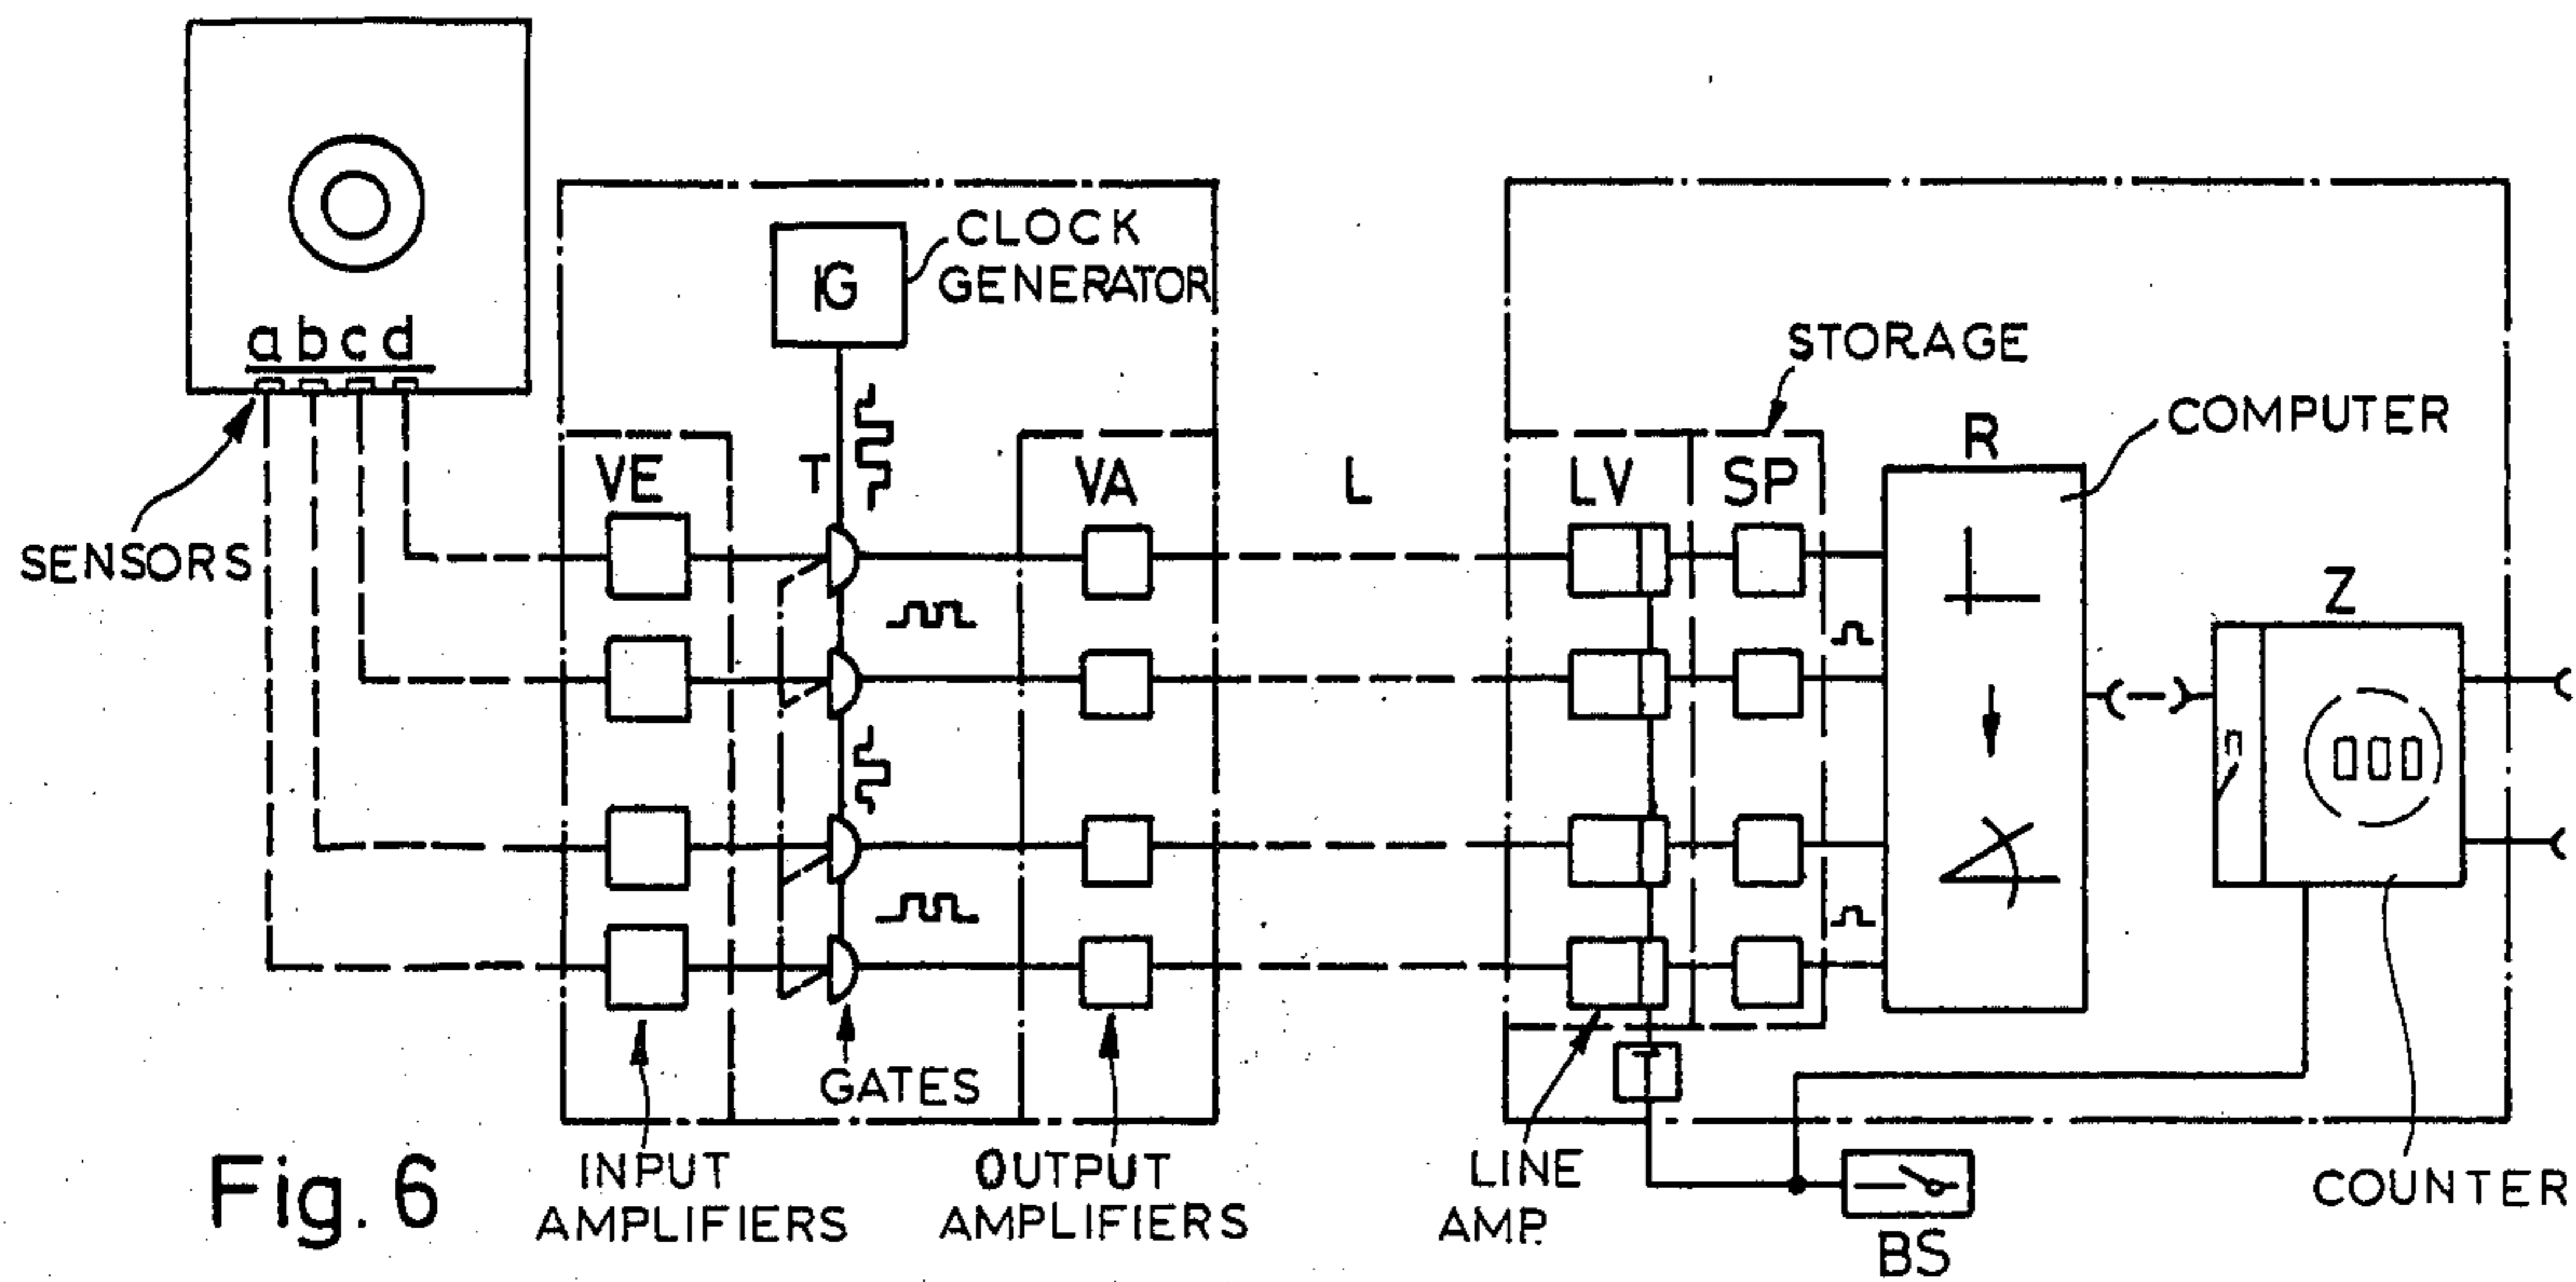 a b c d
SENSORS
IG
CLOCK
GENERATOR
VE
T
VA
L
LV
SP
STORAGE
R
COMPUTER
Z
000
GATES
INPUT
AMPLIFIERS
OUTPUT
AMPLIFIERS
LINE
AMP.
BS
COUNTER
Fig. 6